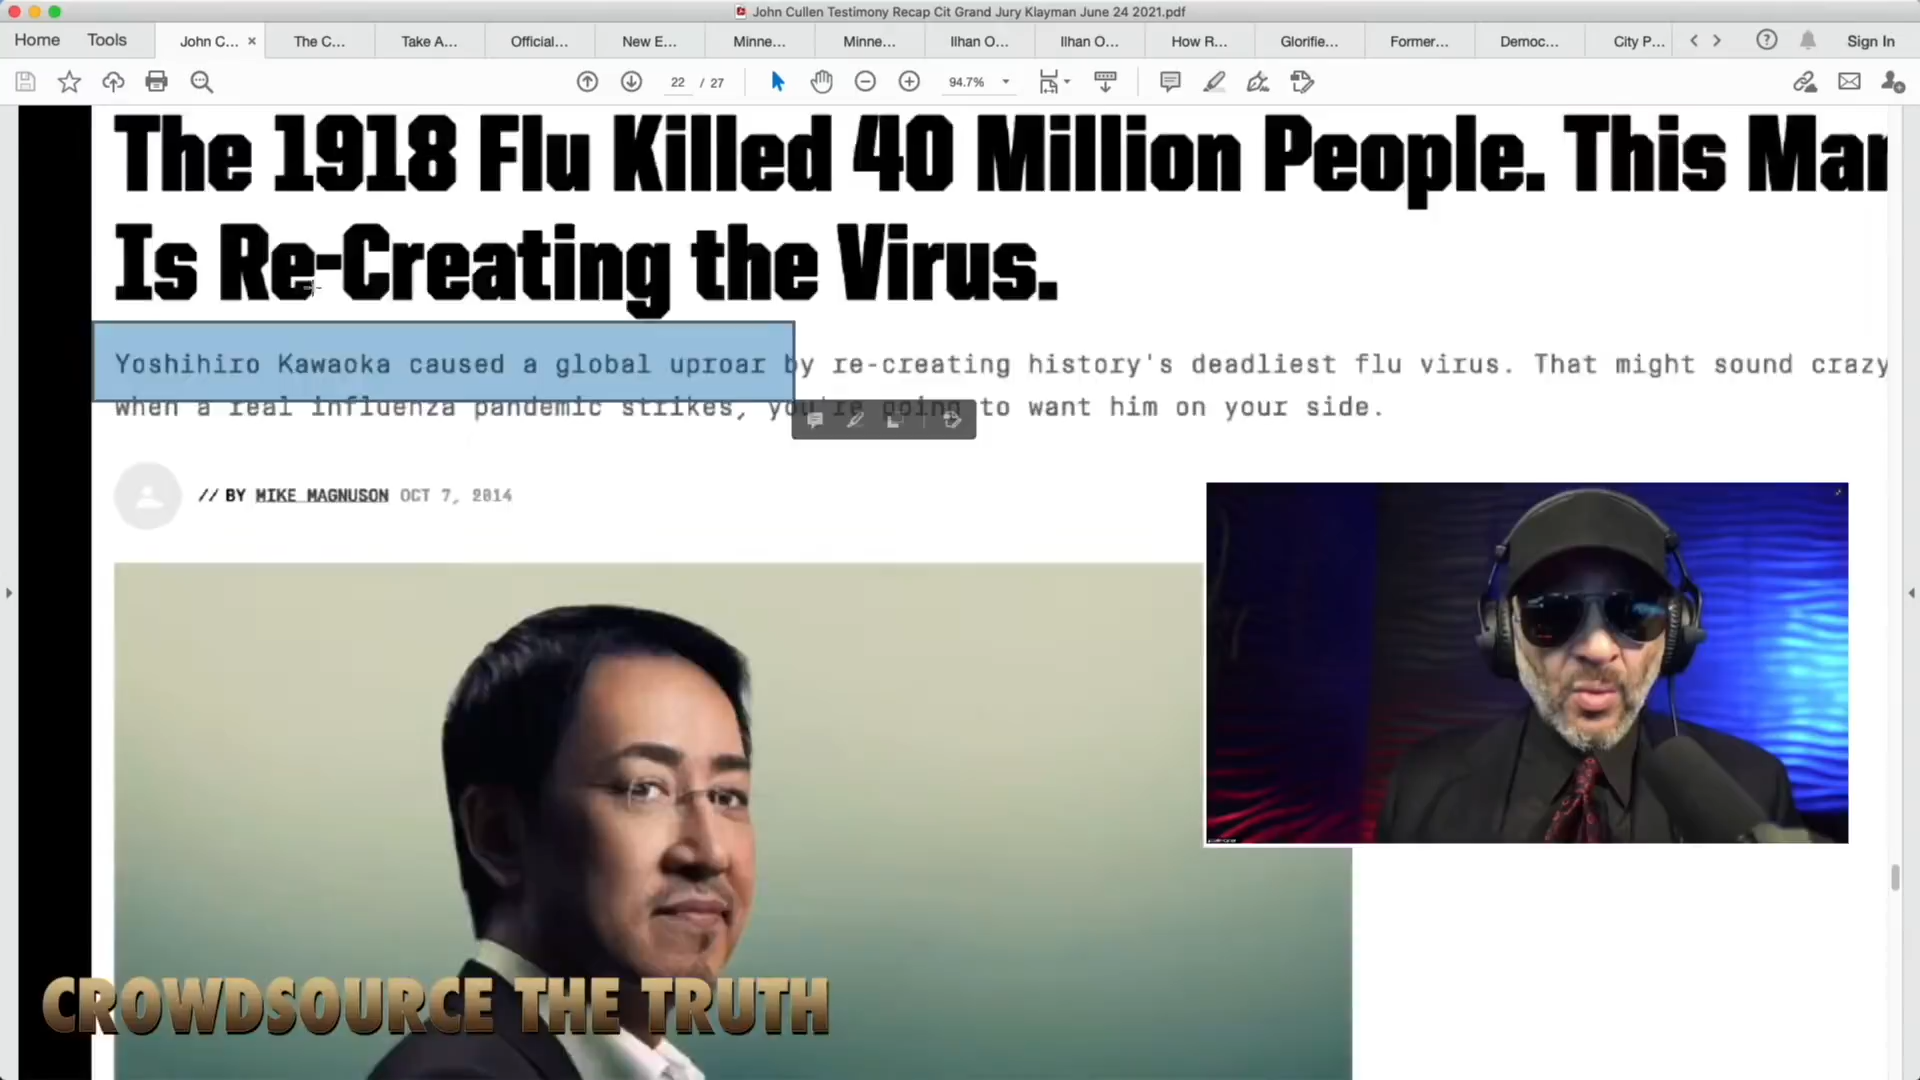 John Cullen Testimony Recap Cit Grand Jury Klayman June 24 2021.pdf
Home Tools John C... × The C... Take A... Official... New E... Minne... Minne... Ilhan O... Ilhan O... How R... Glorifie... Former... Democ... City P... Sign In
22 / 27 94.7%
The 1918 Flu Killed 40 Million People. This Man
Is Re-Creating the Virus.
Yoshihiro Kawaoka caused a global uproar by re-creating history's deadliest flu virus. That might sound crazy
when a real influenza pandemic strikes, you're going to want him on your side.
// BY MIKE MAGNUSON OCT 7, 2014
CROWDSOURCE THE TRUTH